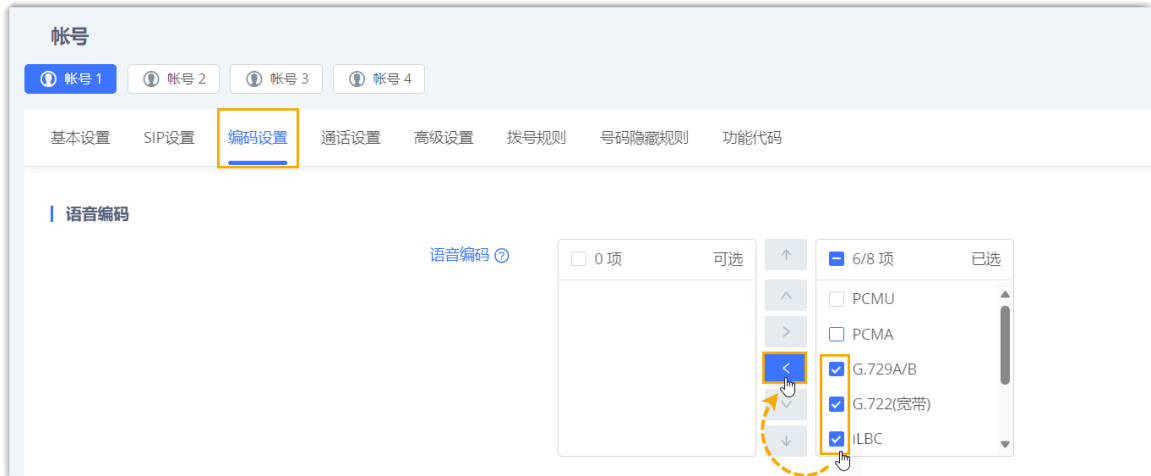 帐号
帐号 1 帐号 2 帐号 3 帐号 4
基本设置 SIP设置 编码设置 通话设置 高级设置 拨号规则 号码隐藏规则 功能代码
语音编码
语音编码 ? 0 项 可选 6/8 项 已选
PCMU
PCMA
G.729A/B
G.722(宽带)
iLBC